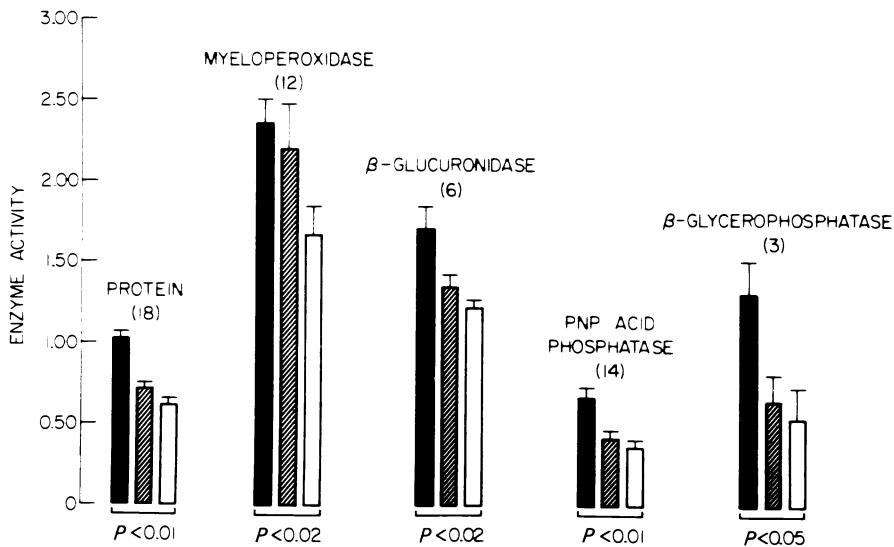 3.00
2.50
2.00
1.50
1.00
0.50
0
ENZYME ACTIVITY
PROTEIN
(18)
MYELOPEROXIDASE
(12)
β-GLUCURONIDASE
(6)
PNP ACID
PHOSPHATASE
(14)
β-GLYCEROPHOSPHATASE
(3)
P<0.01
P<0.02
P<0.02
P<0.01
P<0.05